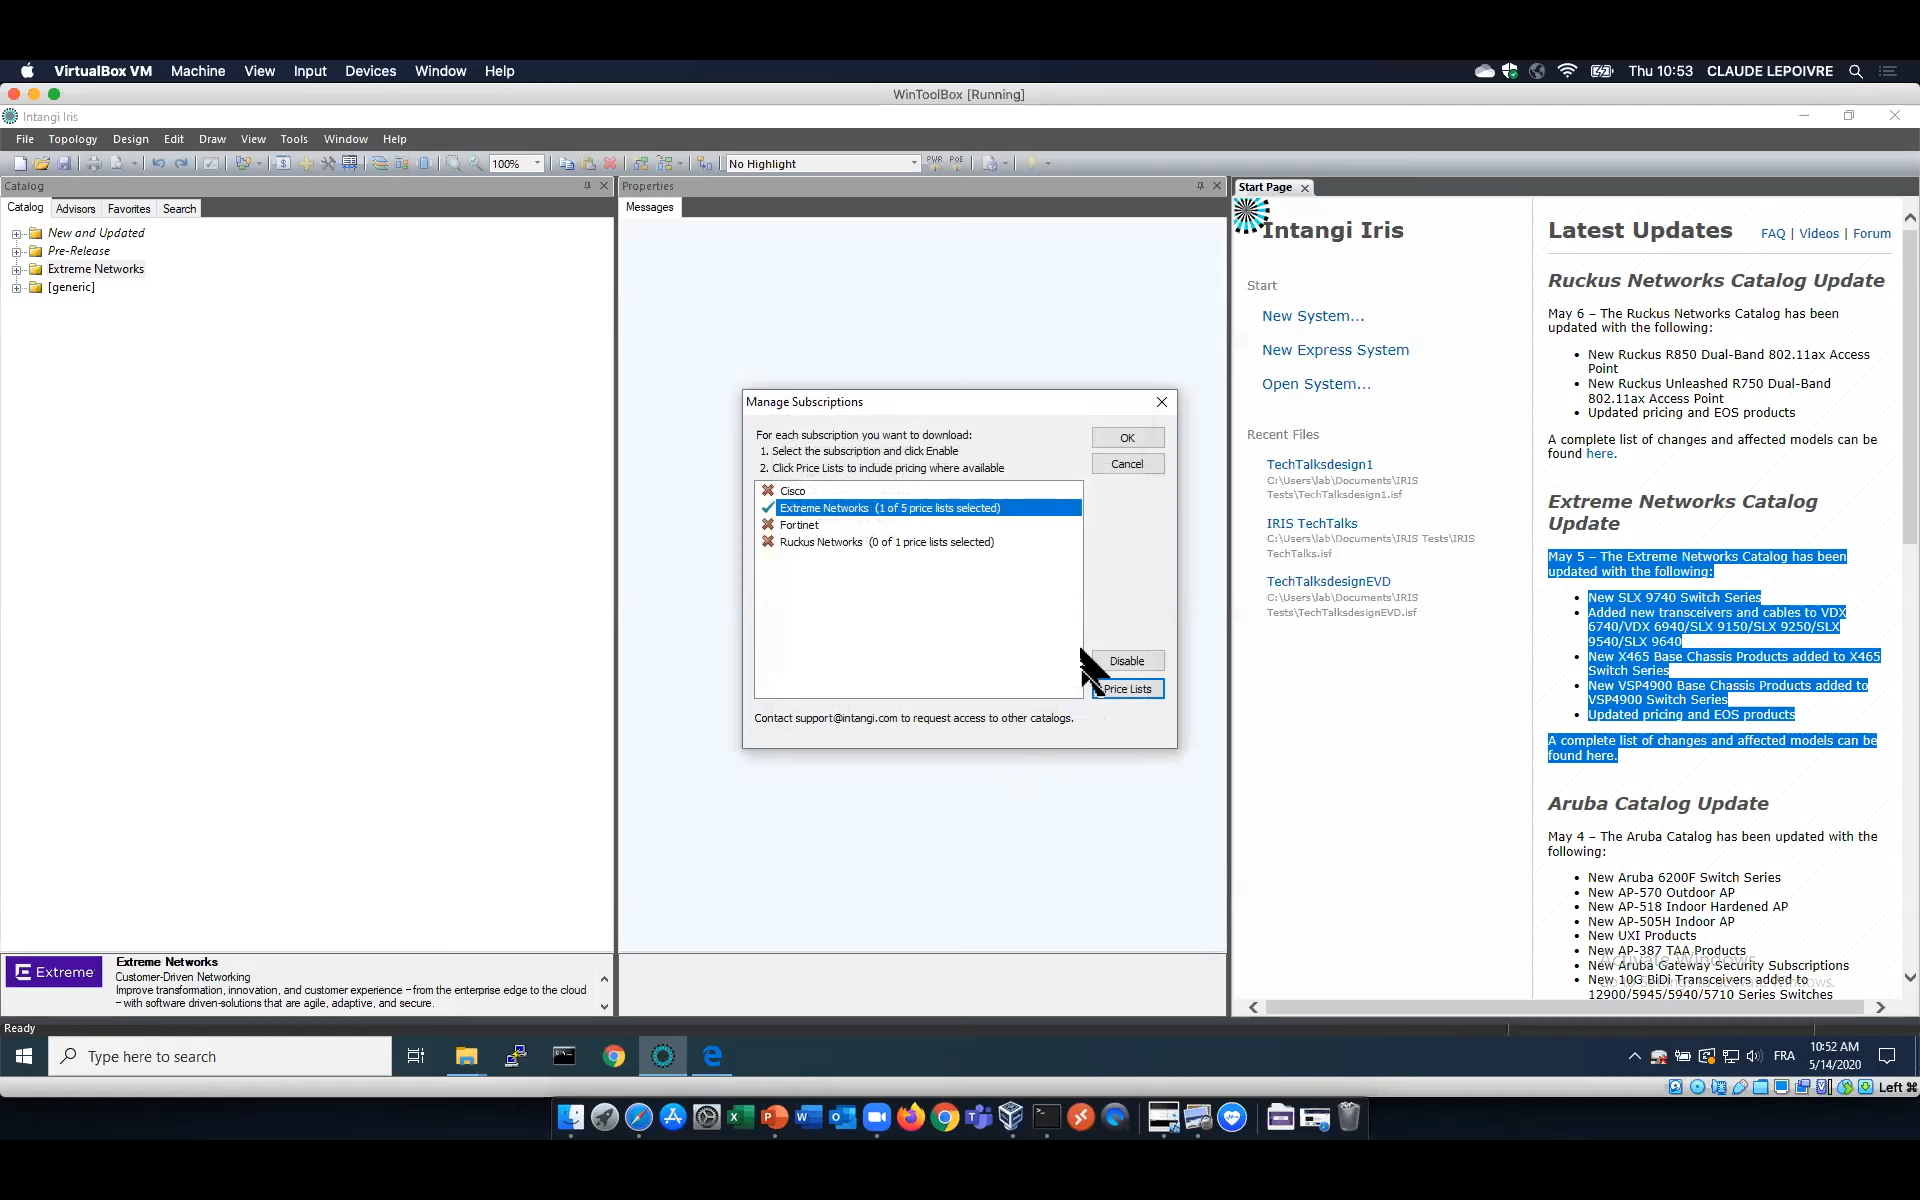 VirtualBox VM Machine View Input Devices Window Help
Thu 10:53 CLAUDE LEPOIVRE
WinToolBox [Running]
Intangi Iris
File Topology Design Edit Draw View Tools Window Help
100%
No Highlight
PWR PoE
Catalog
Catalog Advisors Favorites Search
New and Updated
Pre-Release
Extreme Networks
[generic]
Extreme
Extreme Networks
Customer-Driven Networking
Improve transformation, innovation, and customer experience – from the enterprise edge to the cloud
– with software driven-solutions that are agile, adaptive, and secure.
Properties
Messages
Manage Subscriptions
For each subscription you want to download:
1. Select the subscription and click Enable
2. Click Price Lists to include pricing where available
OK
Cancel
Cisco
Extreme Networks (1 of 5 price lists selected)
Fortinet
Ruckus Networks (0 of 1 price lists selected)
Disable
Price Lists
Contact support@intangi.com to request access to other catalogs.
Start Page
Intangi Iris
Start
New System...
New Express System
Open System...
Recent Files
TechTalksdesign1
C:\Users\lab\Documents\IRIS
Tests\TechTalksdesign1.isf
IRIS TechTalks
C:\Users\lab\Documents\IRIS Tests\IRIS
TechTalks.isf
TechTalksdesignEVD
C:\Users\lab\Documents\IRIS
Tests\TechTalksdesignEVD.isf
Latest Updates FAQ | Videos | Forum
Ruckus Networks Catalog Update
May 6 – The Ruckus Networks Catalog has been
updated with the following:
• New Ruckus R850 Dual-Band 802.11ax Access
Point
• New Ruckus Unleashed R750 Dual-Band
802.11ax Access Point
• Updated pricing and EOS products
A complete list of changes and affected models can be
found here.
Extreme Networks Catalog
Update
May 5 – The Extreme Networks Catalog has been
updated with the following:
• New SLX 9740 Switch Series
• Added new transceivers and cables to VDX
6740/VDX 6940/SLX 9150/SLX 9250/SLX
9540/SLX 9640
• New X465 Base Chassis Products added to X465
Switch Series
• New VSP4900 Base Chassis Products added to
VSP4900 Switch Series
• Updated pricing and EOS products
A complete list of changes and affected models can be
found here.
Aruba Catalog Update
May 4 – The Aruba Catalog has been updated with the
following:
• New Aruba 6200F Switch Series
• New AP-570 Outdoor AP
• New AP-518 Indoor Hardened AP
• New AP-505H Indoor AP
• New UXI Products
• New AP-387 TAA Products
• New Aruba Gateway Security Subscriptions
• New 10G BiDi Transceivers added to
12900/5945/5940/5710 Series Switches
Activate Windows
Ready
Type here to search
FRA
10:52 AM
5/14/2020
Left ⌘